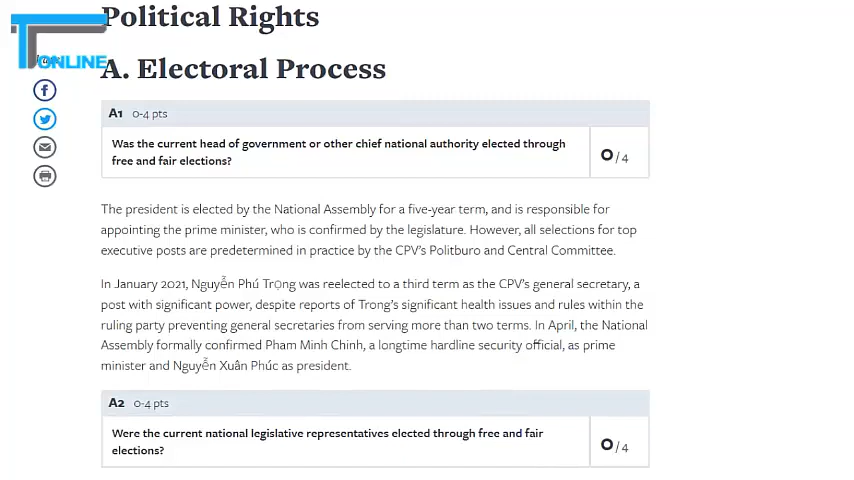 Political Rights
ONLINE
A. Electoral Process
A1 0-4 pts
Was the current head of government or other chief national authority elected through
free and fair elections?
0/4
The president is elected by the National Assembly for a five-year term, and is responsible for
appointing the prime minister, who is confirmed by the legislature. However, all selections for top
executive posts are predetermined in practice by the CPV's Politburo and Central Committee.
In January 2021, Nguyễn Phú Trọng was reelected to a third term as the CPV's general secretary, a
post with significant power, despite reports of Trong's significant health issues and rules within the
ruling party preventing general secretaries from serving more than two terms. In April, the National
Assembly formally confirmed Pham Minh Chinh, a longtime hardline security official, as prime
minister and Nguyễn Xuân Phúc as president.
A2 0-4 pts
Were the current national legislative representatives elected through free and fair
elections?
0/4